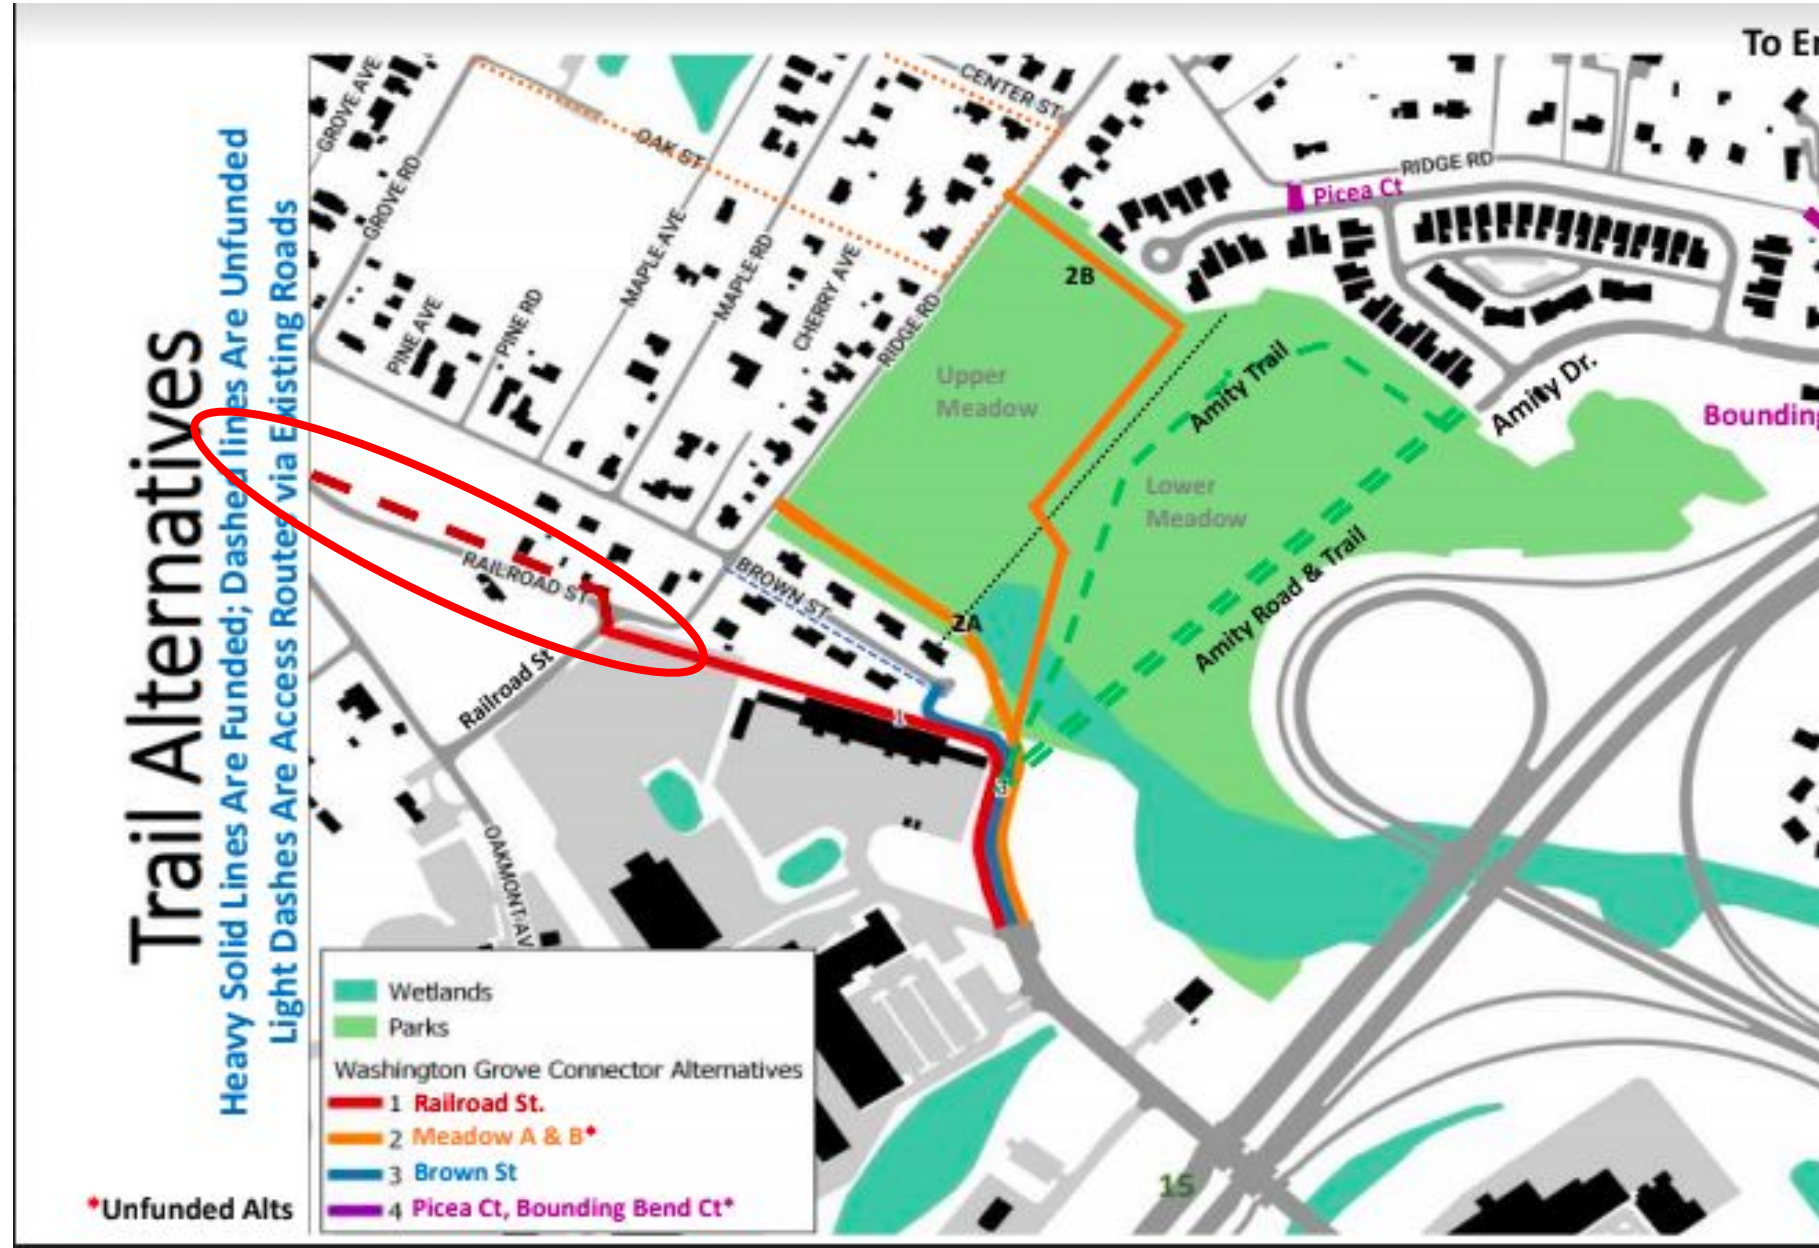 To Er
Trail Alternatives
Heavy Solid Lines Are Funded; Dashed lines Are Unfunded
Light Dashes Are Access Routes via Existing Roads
GROVE AVE
GROVE RD
OAK ST
CENTER ST
RIDGE RD
Picea Ct
PINE AVE
PINE RD
MAPLE AVE
MAPLE RD
CHERRY AVE
RIDGE RD
2B
Upper
Meadow
Amity Trail
Amity Dr.
Bounding
Lower
Meadow
RAILROAD ST
BROWN ST
2A
Amity Road & Trail
Railroad St
1
3
OAKMONT AV
Wetlands
Parks
Washington Grove Connector Alternatives
1 Railroad St.
2 Meadow A & B*
3 Brown St
4 Picea Ct, Bounding Bend Ct*
*Unfunded Alts
15